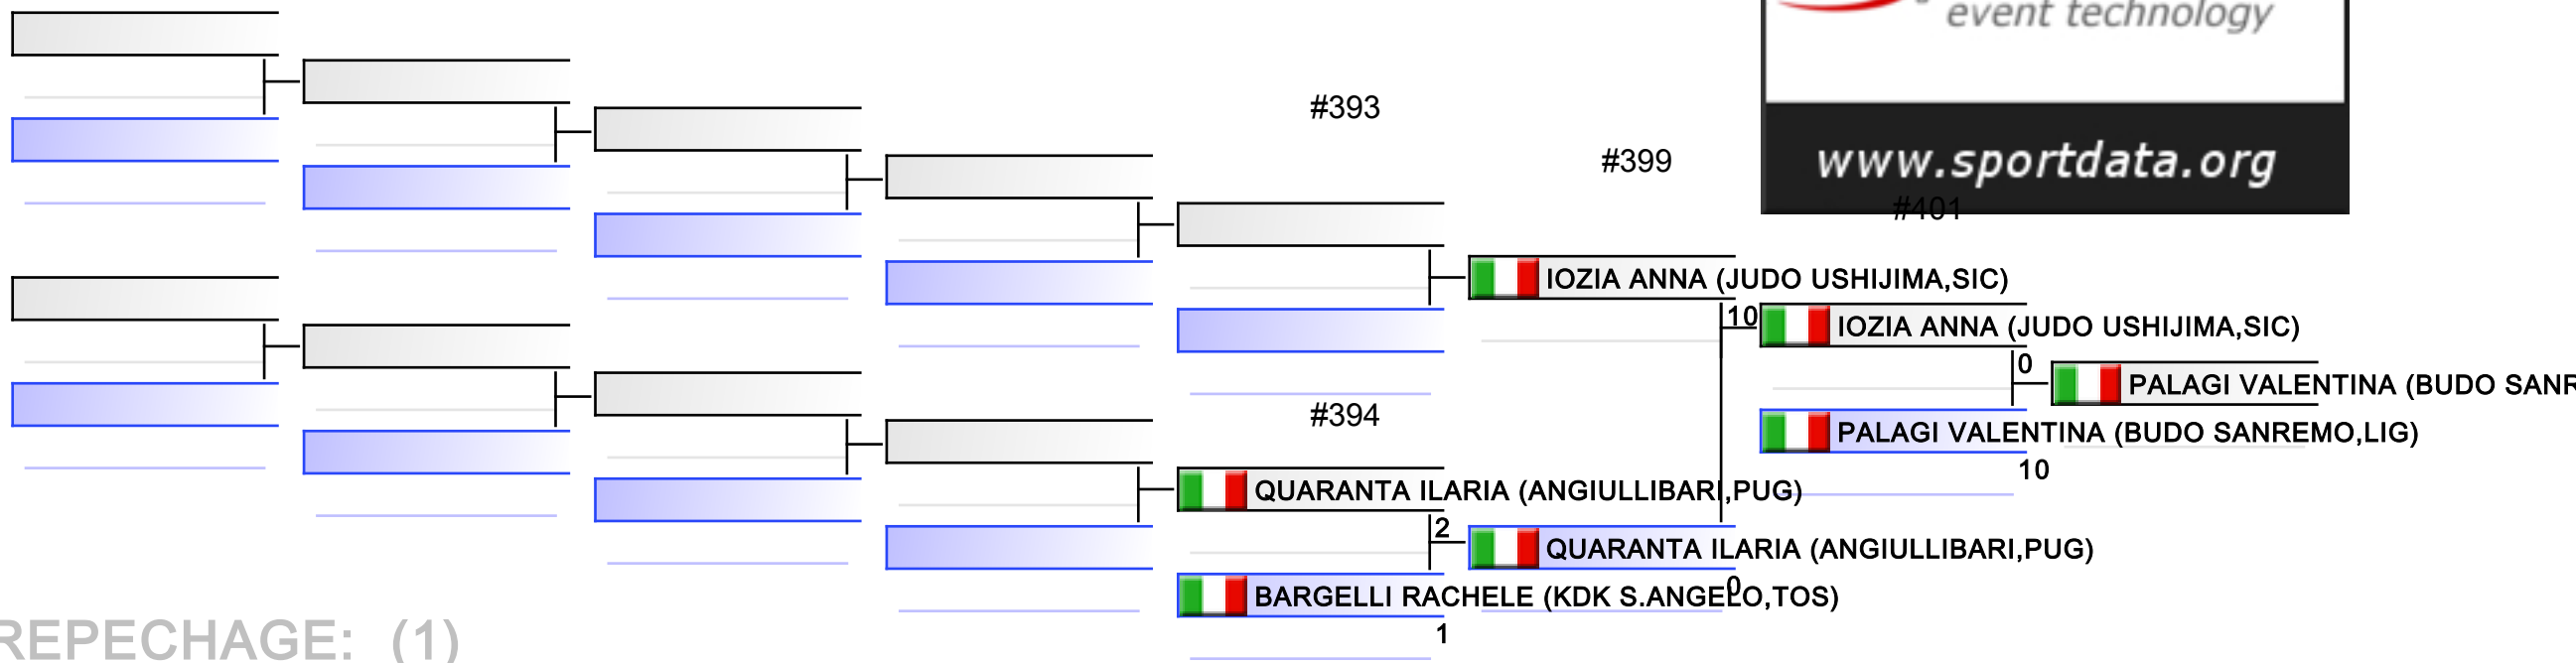 event technology
#393
#399
www.sportdata.org
#401
IOZIA ANNA (JUDO USHIJIMA,SIC)
10
IOZIA ANNA (JUDO USHIJIMA,SIC)
0
PALAGI VALENTINA (BUDO SANR
#394
PALAGI VALENTINA (BUDO SANREMO,LIG)
10
QUARANTA ILARIA (ANGIULLIBARI,PUG)
2
QUARANTA ILARIA (ANGIULLIBARI,PUG)
0
BARGELLI RACHELE (KDK S.ANGELO,TOS)
1
REPECHAGE: (1)